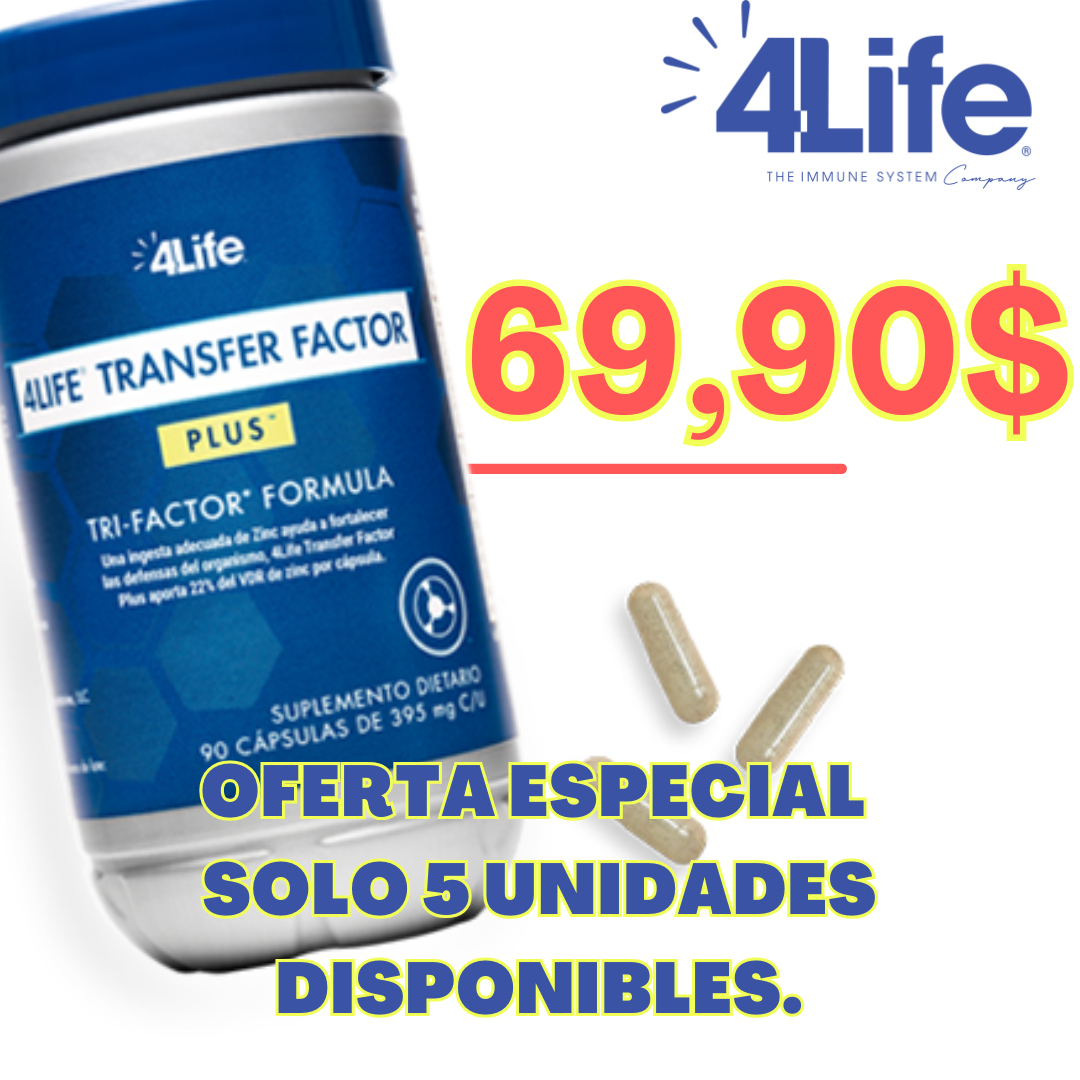 4Life®
THE IMMUNE SYSTEM Company
69,90$
4Life
4LIFE® TRANSFER FACTOR™
PLUS™
TRI-FACTOR® FORMULA
Una ingesta adecuada de Zinc ayuda a fortalecer
las defensas del organismo, 4Life Transfer Factor
Plus aporta 22% del VDR de zinc por cápsula.
SUPLEMENTO DIETARIO
90 CÁPSULAS DE 395 mg C/U
OFERTA ESPECIAL
SOLO 5 UNIDADES
DISPONIBLES.